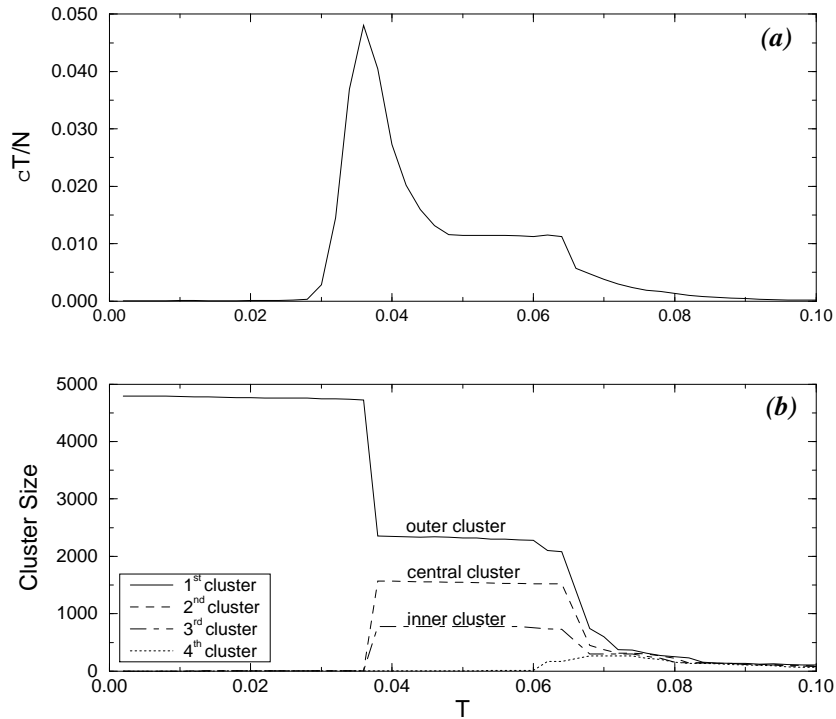 (a)
0.050
0.040
0.030
0.020
0.010
0.000
cT/N
0.00 0.02 0.04 0.06 0.08 0.10
(b)
5000
4000
3000
2000
1000
0
Cluster Size
outer cluster
central cluster
inner cluster
1st cluster
2nd cluster
3rd cluster
4th cluster
0.00 0.02 0.04 0.06 0.08 0.10
T